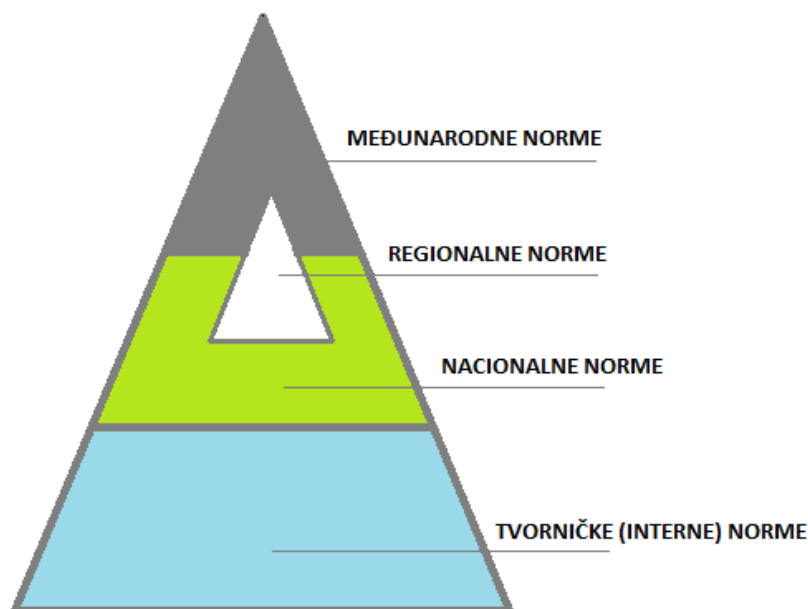 MEĐUNARODNE NORME
REGIONALNE NORME
NACIONALNE NORME
TVORNIČKE (INTERNE) NORME